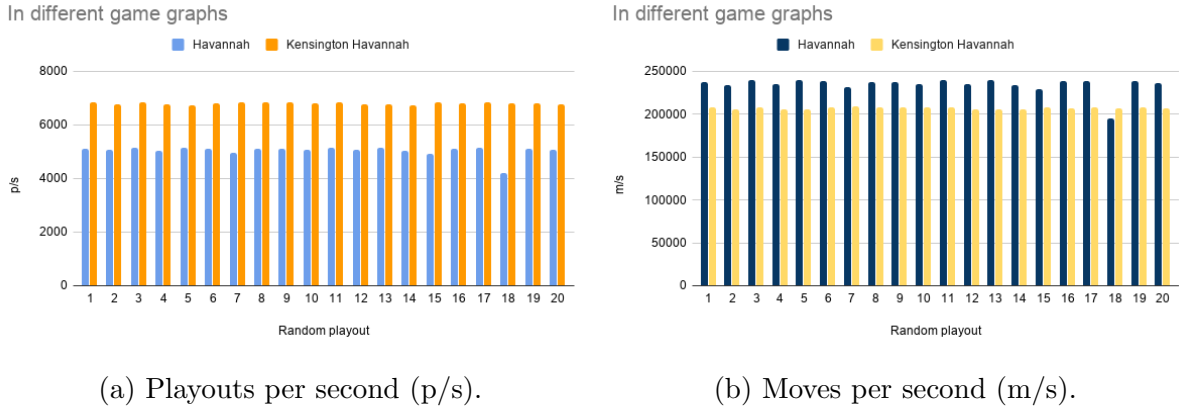 In different game graphs
Havannah Kensington Havannah
8000
6000
4000
2000
0
p/s
1 2 3 4 5 6 7 8 9 10 11 12 13 14 15 16 17 18 19 20
Random playout
(a) Playouts per second (p/s).
In different game graphs
Havannah Kensington Havannah
250000
200000
150000
100000
50000
0
m/s
1 2 3 4 5 6 7 8 9 10 11 12 13 14 15 16 17 18 19 20
Random playout
(b) Moves per second (m/s).